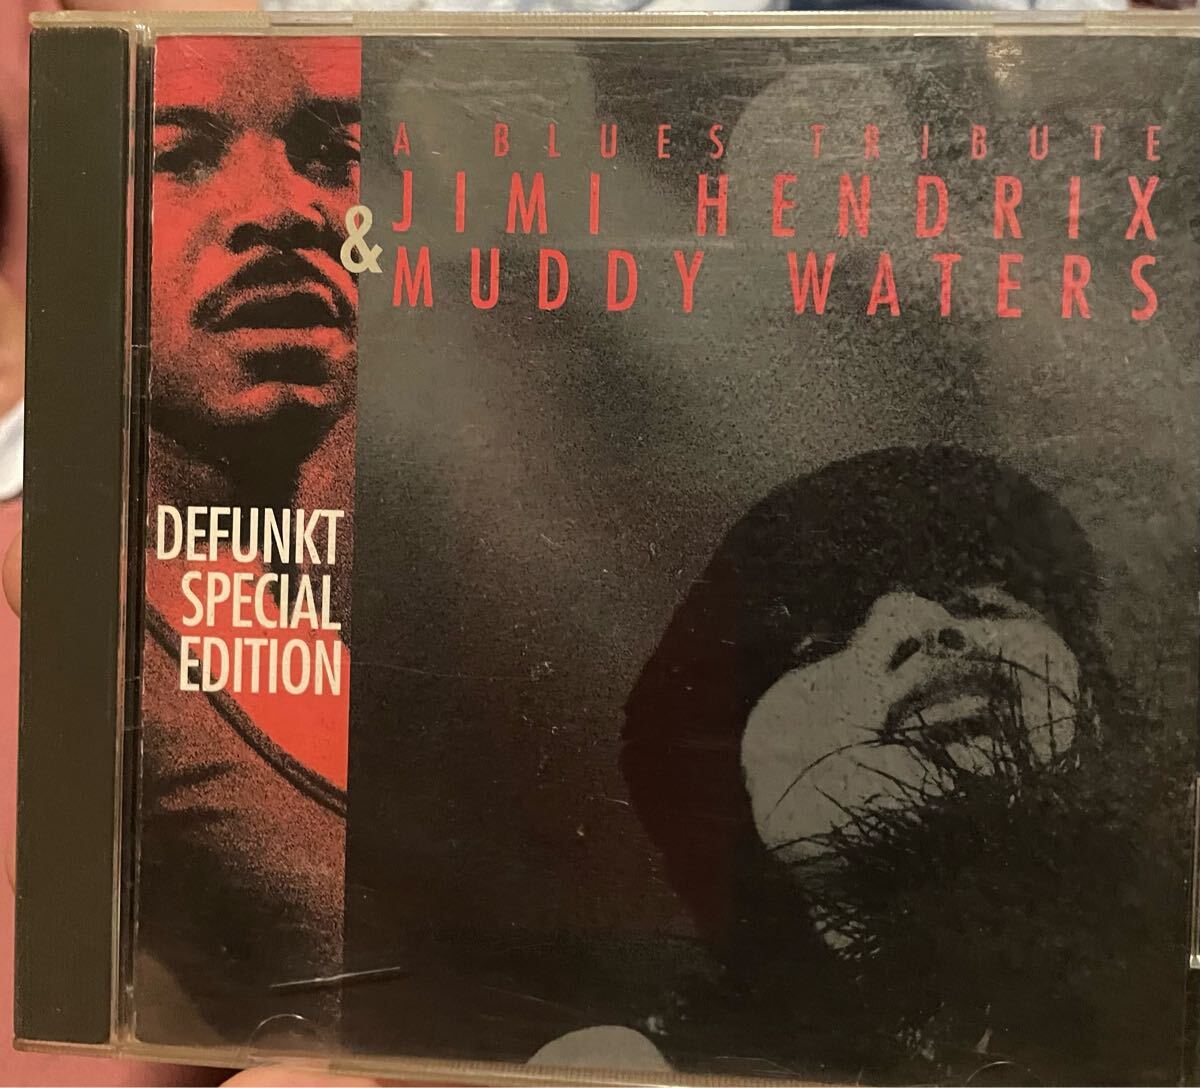 A BLUES TRIBUTE
JIMI HENDRIX
& MUDDY WATERS
DEFUNKT
SPECIAL
EDITION